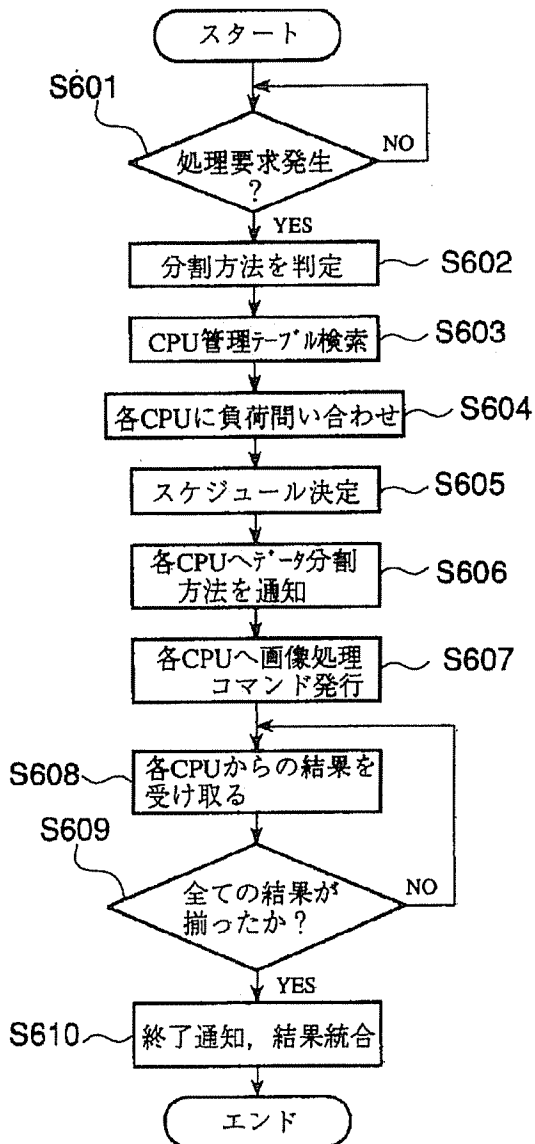 スタート
S601
処理要求発生
?
NO
YES
分割方法を判定
S602
CPU管理テーブル検索
S603
各CPUに負荷問い合わせ
S604
スケジュール決定
S605
各CPUへデータ分割
方法を通知
S606
各CPUへ画像処理
コマンド発行
S607
S608
各CPUからの結果を
受け取る
S609
全ての結果が
揃ったか?
NO
YES
S610
終了通知，結果統合
エンド